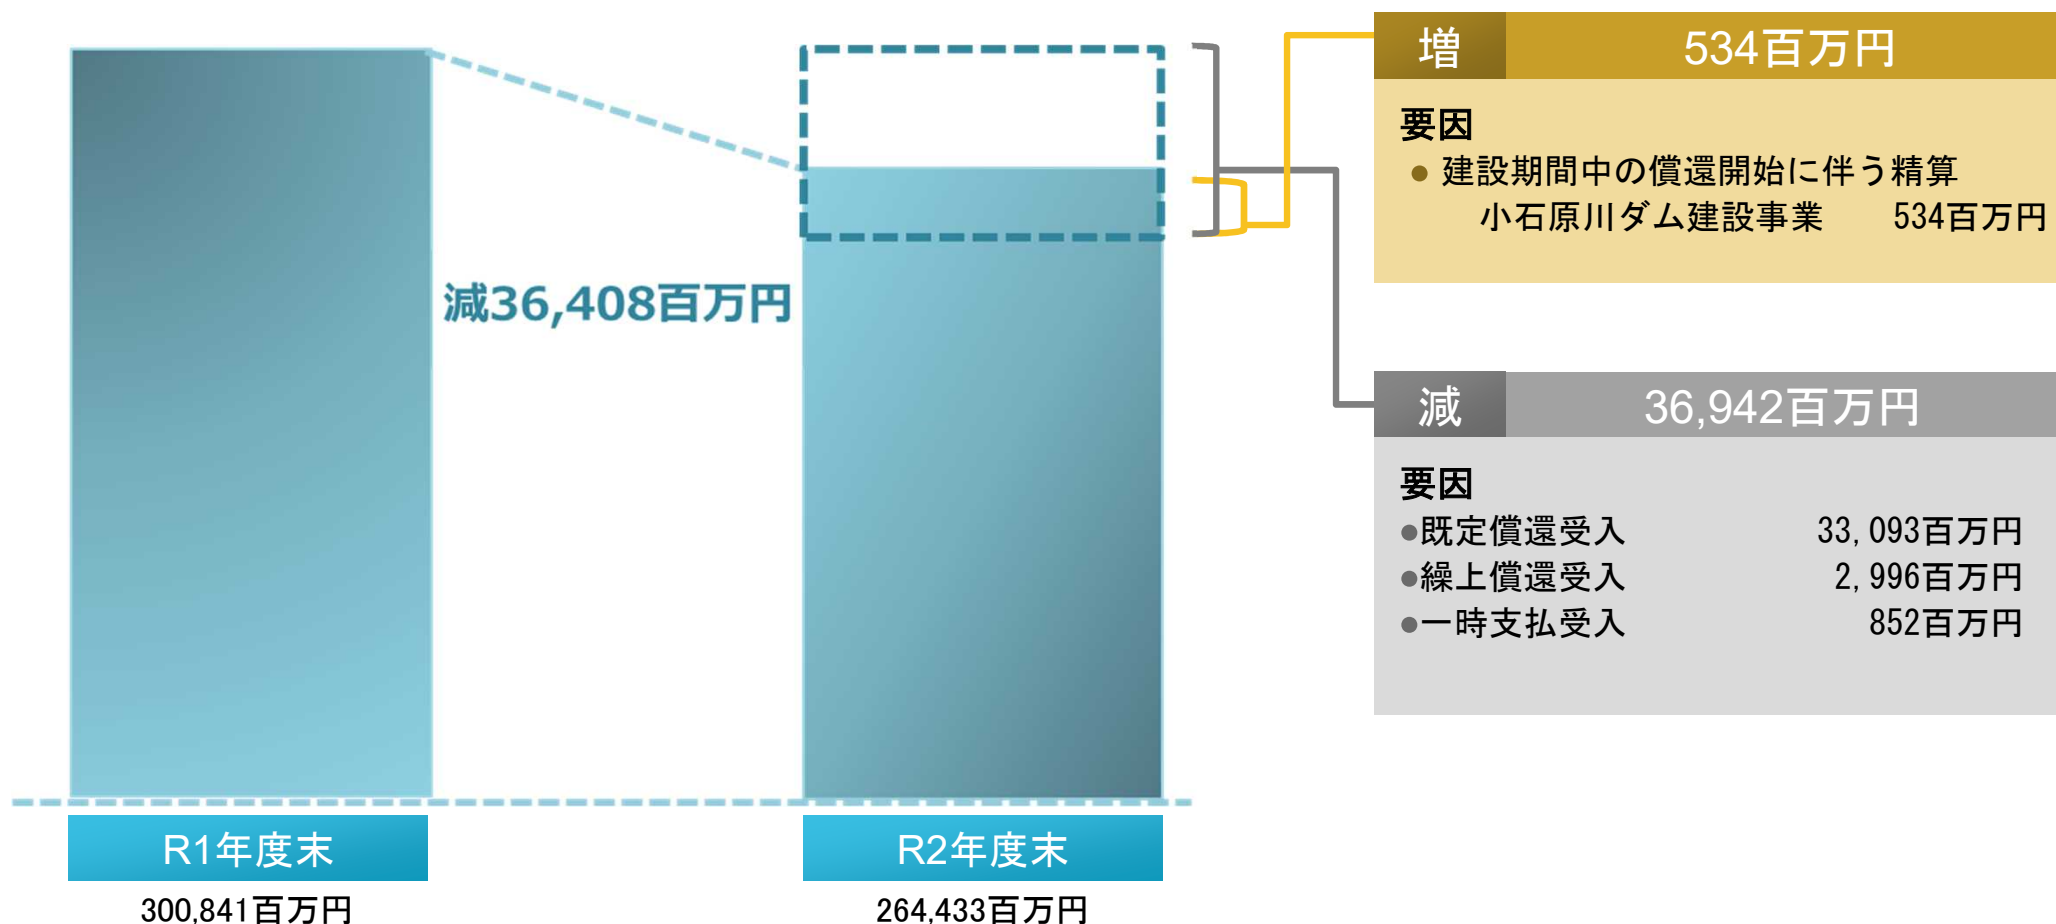 減36,408百万円
R1年度末
300,841百万円
R2年度末
264,433百万円
増 534百万円
要因
● 建設期間中の償還開始に伴う精算
小石原川ダム建設事業 534百万円
減 36,942百万円
要因
●既定償還受入 33,093百万円
●繰上償還受入 2,996百万円
●一時支払受入 852百万円